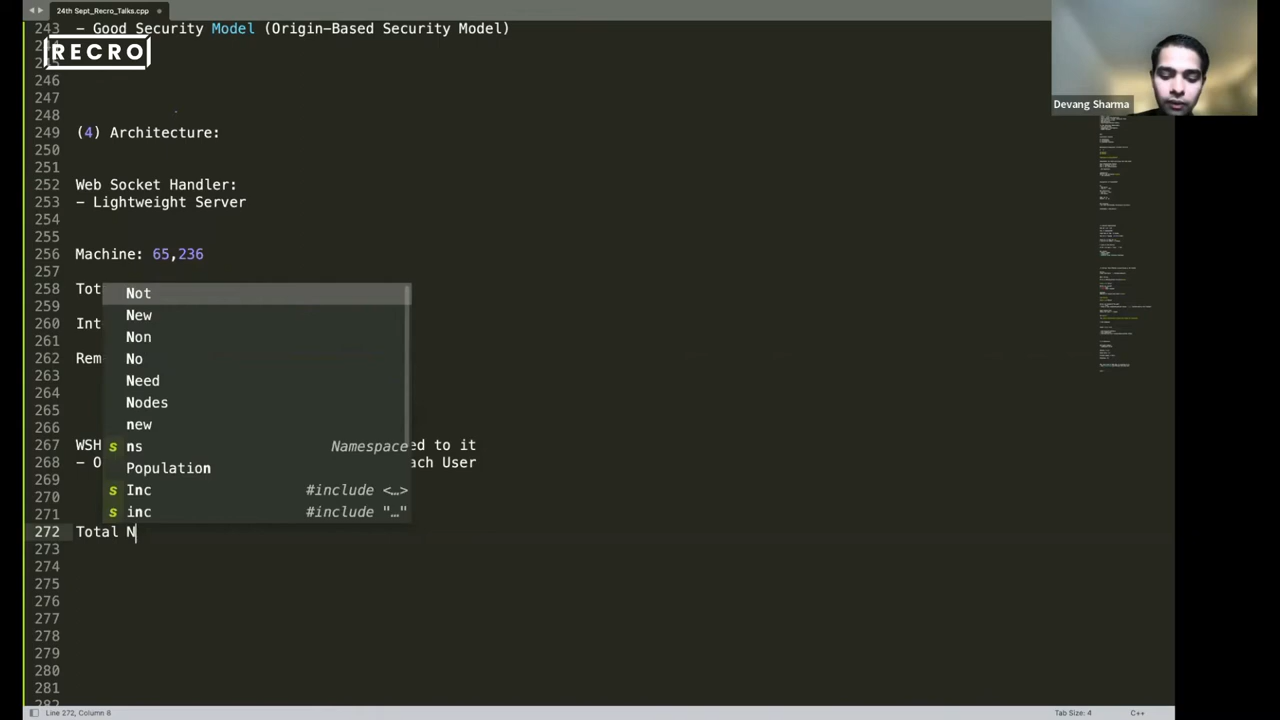 24th Sept_Recro_Talks.cpp
243 - Good Security Model (Origin-Based Security Model)
RECRO
Devang Sharma
246
247
248
249 (4) Architecture:
250
251
252 Web Socket Handler:
253 - Lightweight Server
254
255
256 Machine: 65,236
257
258 Tot
259
260 Int
261
262 Rem
263
264
265
266
267 WSH ed to it
268 - O ach User
269
270
271
272 Total N
273
274
275
276
277
278
279
280
281
282
Not
New
Non
No
Need
Nodes
new
s ns Namespace
Population
s Inc #include <…>
s inc #include "…"
Line 272, Column 8
Tab Size: 4
C++